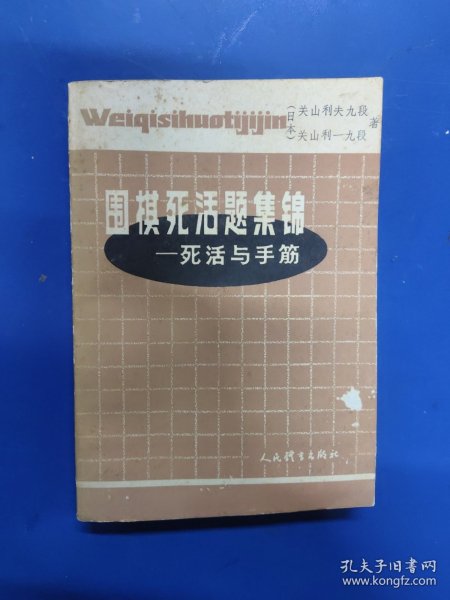 Weiqisihuotijijin
(日本) 关山利夫九段
关山利一九段 著
围棋死活题集锦
—死活与手筋
人民体育出版社
孔夫子旧书网
www.kongfz.com